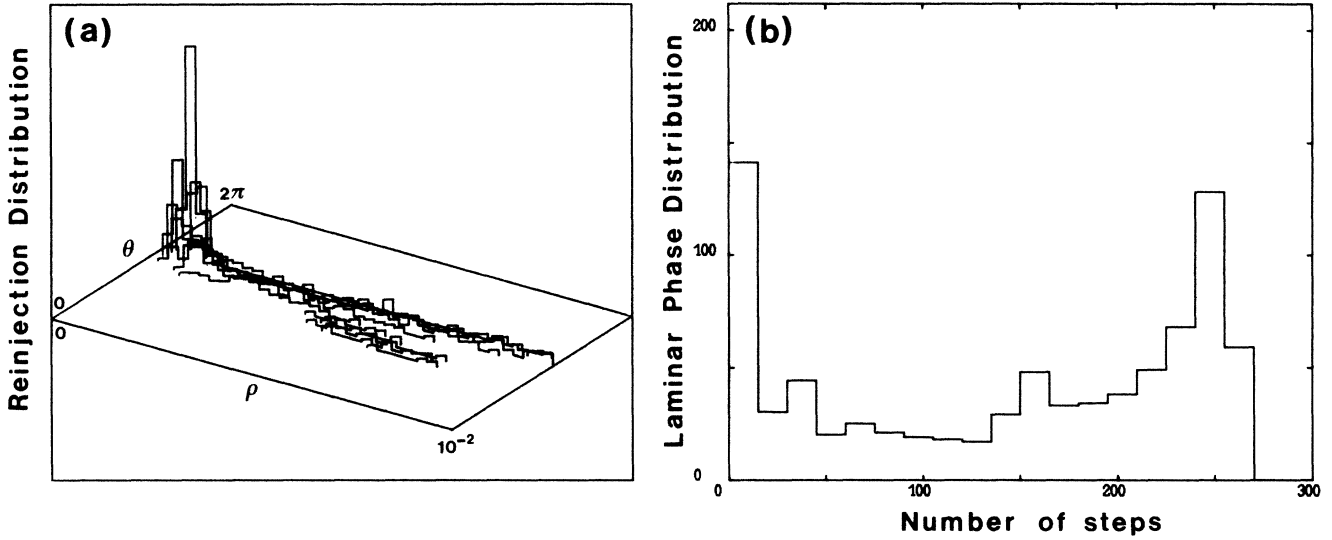 (a)
Reinjection Distribution
2π
θ
0
0
ρ
10⁻²
(b)
Laminar Phase Distribution
200
100
0
0
100
200
300
Number of steps